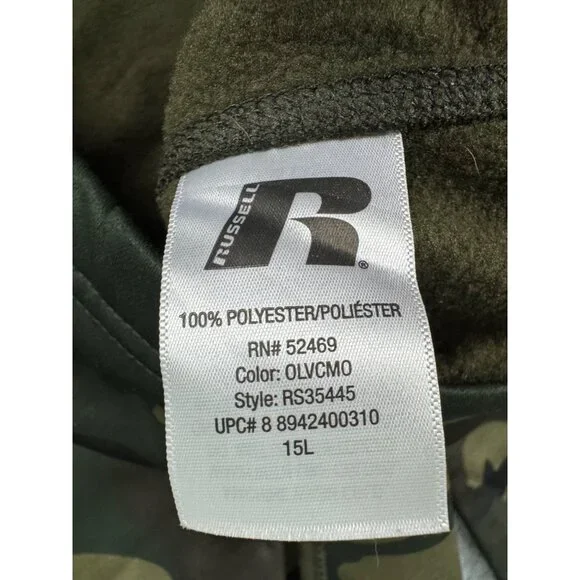 RUSSELL
R®
100% POLYESTER/POLIÉSTER
RN# 52469
Color: OLVCMO
Style: RS35445
UPC# 8 8942400310
15L